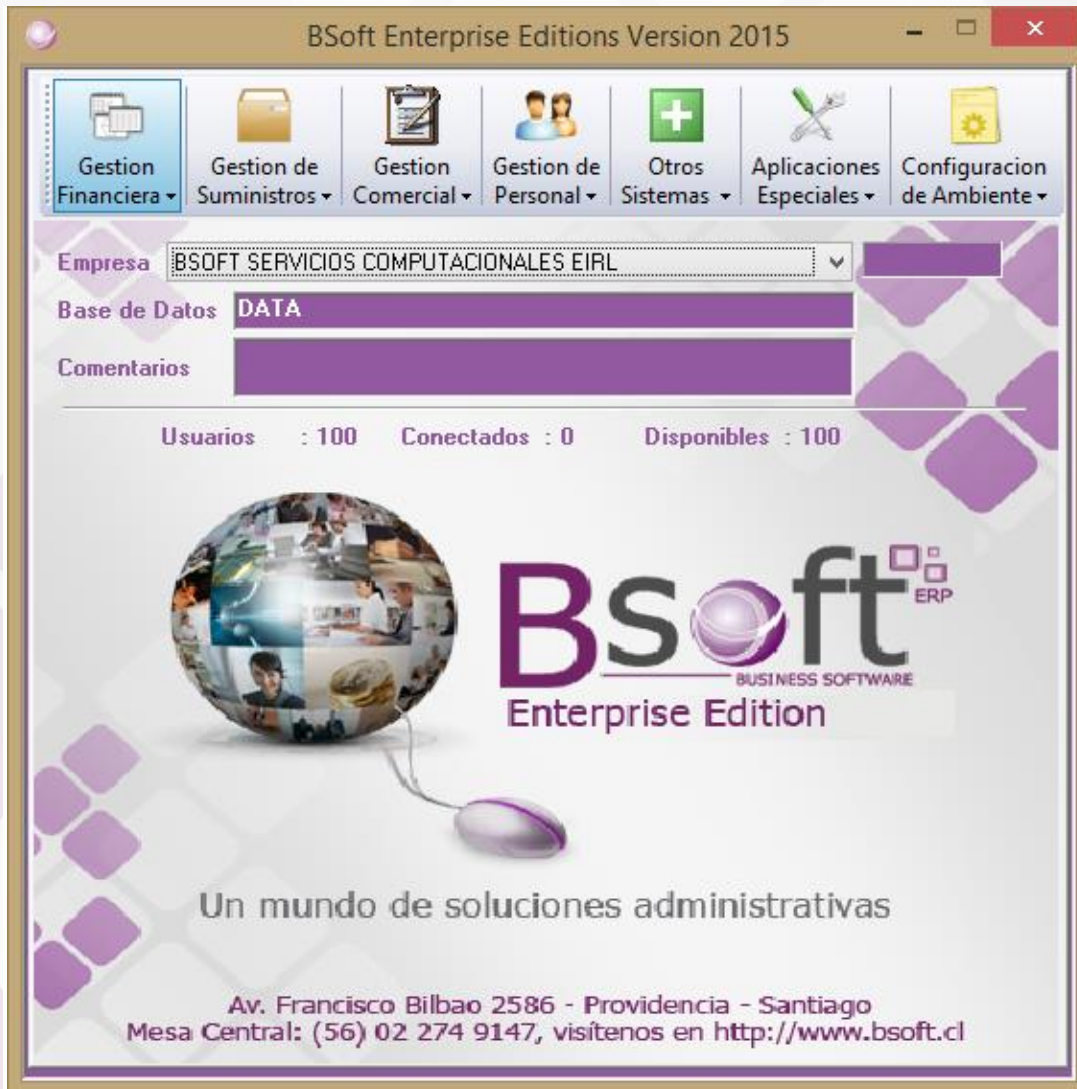 BSoft Enterprise Editions Version 2015
Gestion Financiera
Gestion de Suministros
Gestion Comercial
Gestion de Personal
Otros Sistemas
Aplicaciones Especiales
Configuracion de Ambiente
Empresa BSOFT SERVICIOS COMPUTACIONALES EIRL
Base de Datos DATA
Comentarios
Usuarios : 100 Conectados : 0 Disponibles : 100
Bsoft ERP
BUSINESS SOFTWARE
Enterprise Edition
Un mundo de soluciones administrativas
Av. Francisco Bilbao 2586 - Providencia - Santiago
Mesa Central: (56) 02 274 9147, visítenos en http://www.bsoft.cl